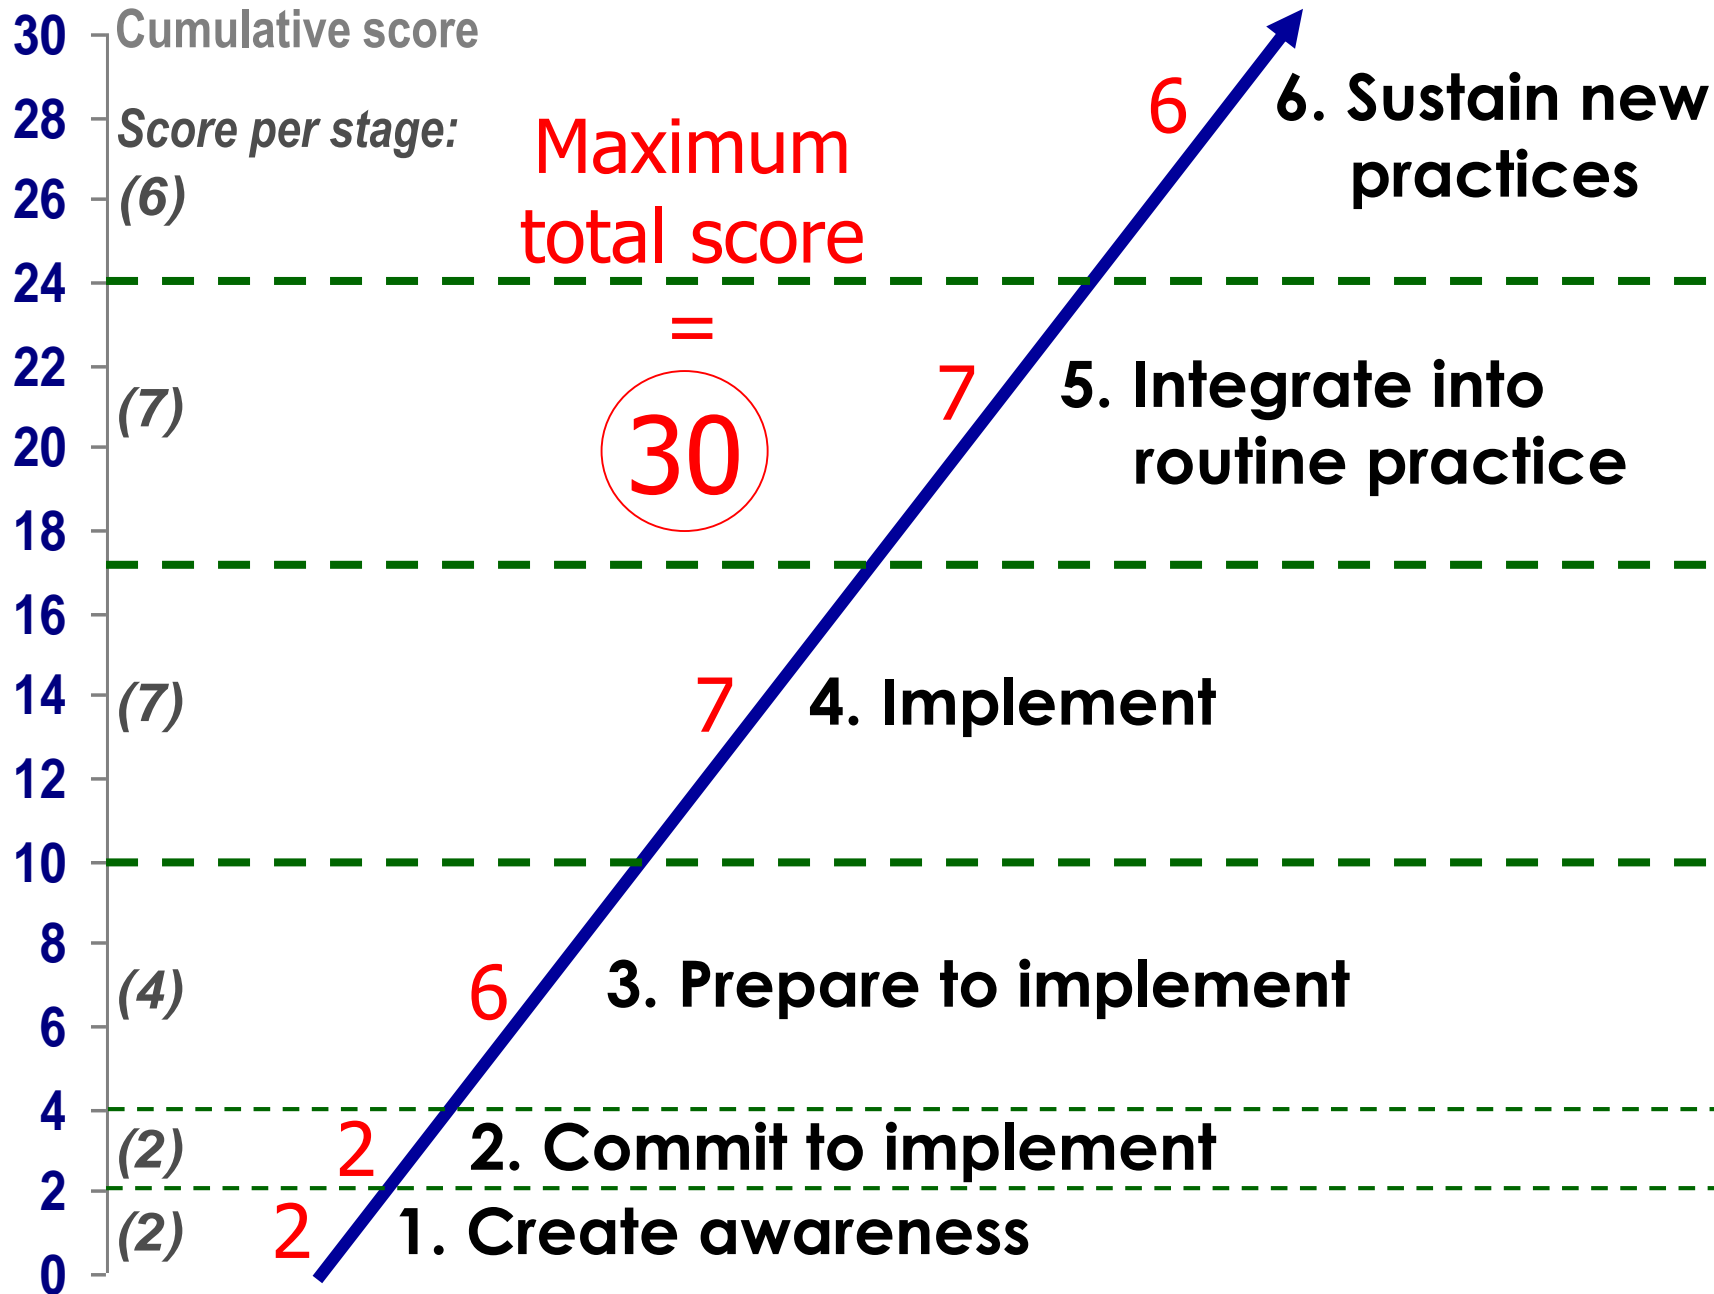 30 Cumulative score
28 Score per stage:
26 (6)
24
22
(7)
20
18
16
14 (7)
12
10
8
(4)
6
4
(2)
2
(2)
0
Maximum
total score
=
30
6 6. Sustain new
practices
7 5. Integrate into
routine practice
7 4. Implement
6 3. Prepare to implement
2 2. Commit to implement
2 1. Create awareness